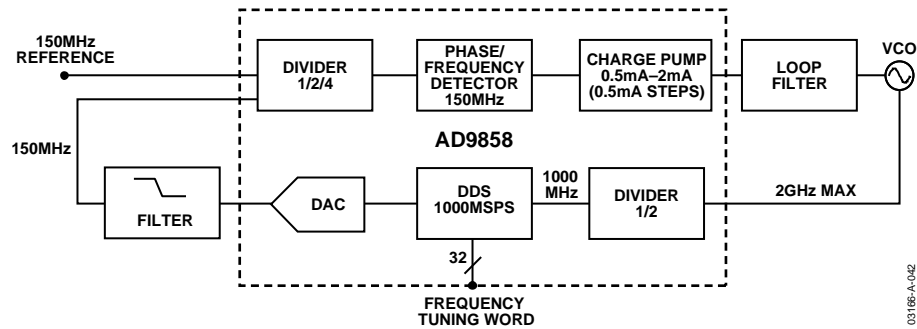 150MHz
REFERENCE
DIVIDER
1/2/4
PHASE/
FREQUENCY
DETECTOR
150MHz
CHARGE PUMP
0.5mA–2mA
(0.5mA STEPS)
LOOP
FILTER
VCO
AD9858
150MHz
FILTER
DAC
DDS
1000MSPS
1000
MHz
DIVIDER
1/2
2GHz MAX
32
FREQUENCY
TUNING WORD
03166-A-042